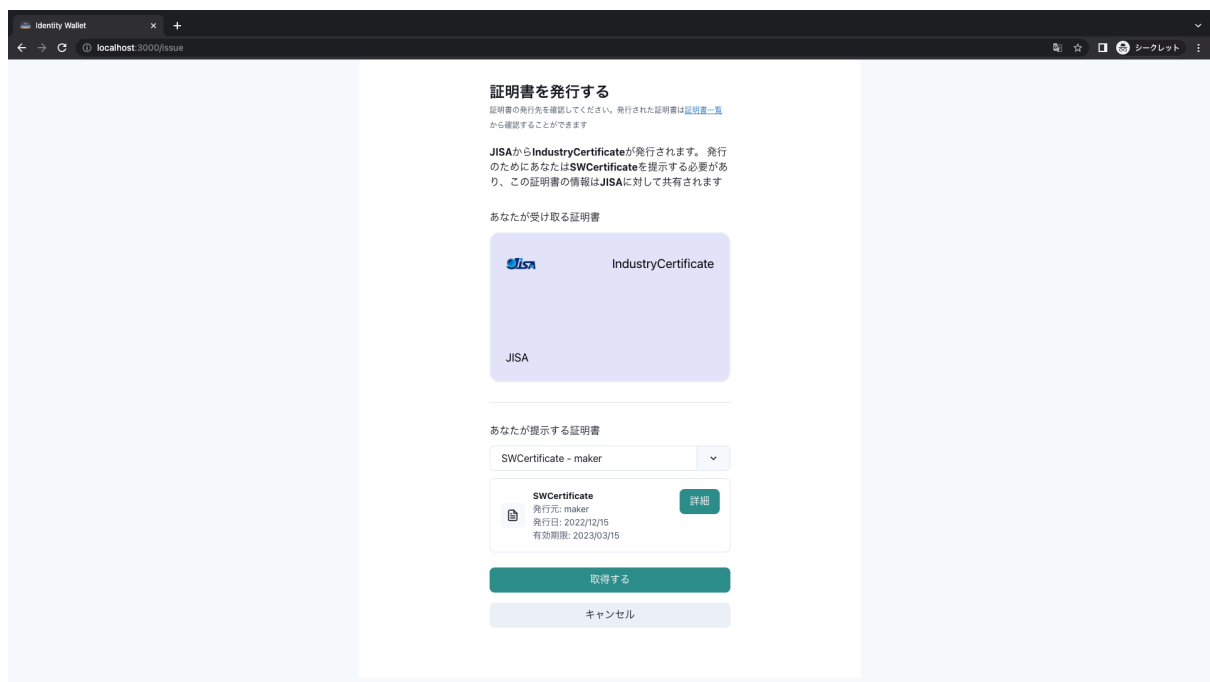 Identity Wallet
localhost:3000/issue
シークレット
証明書を発行する
証明書の発行先を確認してください。発行された証明書は証明書一覧
から確認することができます
JISAからIndustryCertificateが発行されます。 発行
のためにあなたはSWCertificateを提示する必要があ
り、この証明書の情報はJISAに対して共有されます
あなたが受け取る証明書
JISA
IndustryCertificate
JISA
あなたが提示する証明書
SWCertificate - maker
SWCertificate
発行元: maker
発行日: 2022/12/15
有効期限: 2023/03/15
詳細
取得する
キャンセル